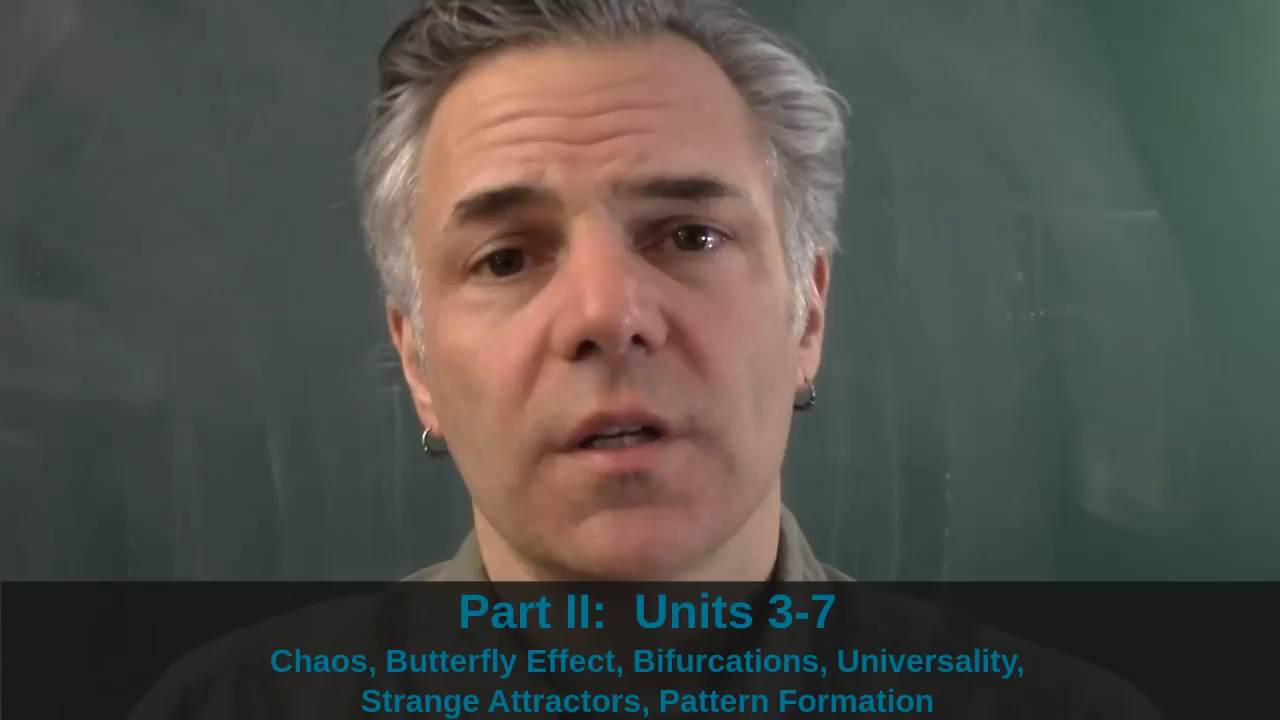 Part II:  Units 3-7
Chaos, Butterfly Effect, Bifurcations, Universality,
Strange Attractors, Pattern Formation